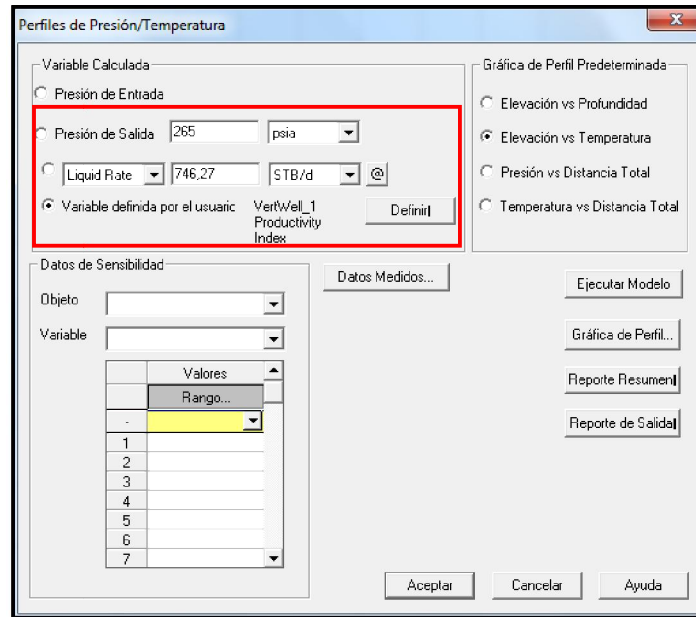 Perfiles de Presión/Temperatura
x
Variable Calculada
Presión de Entrada
Presión de Salida 265 psia
Liquid Rate 746,27 STB/d @
Variable definida por el usuaric VertWell_1
Productivity
Index
Definir
Gráfica de Perfil Predeterminada
Elevación vs Profundidad
Elevación vs Temperatura
Presión vs Distancia Total
Temperatura vs Distancia Total
Datos de Sensibilidad
Objeto
Variable
Valores
Rango...
-
1
2
3
4
5
6
7
Datos Medidos...
Ejecutar Modelo
Gráfica de Perfil...
Reporte Resumen
Reporte de Salida
Aceptar
Cancelar
Ayuda